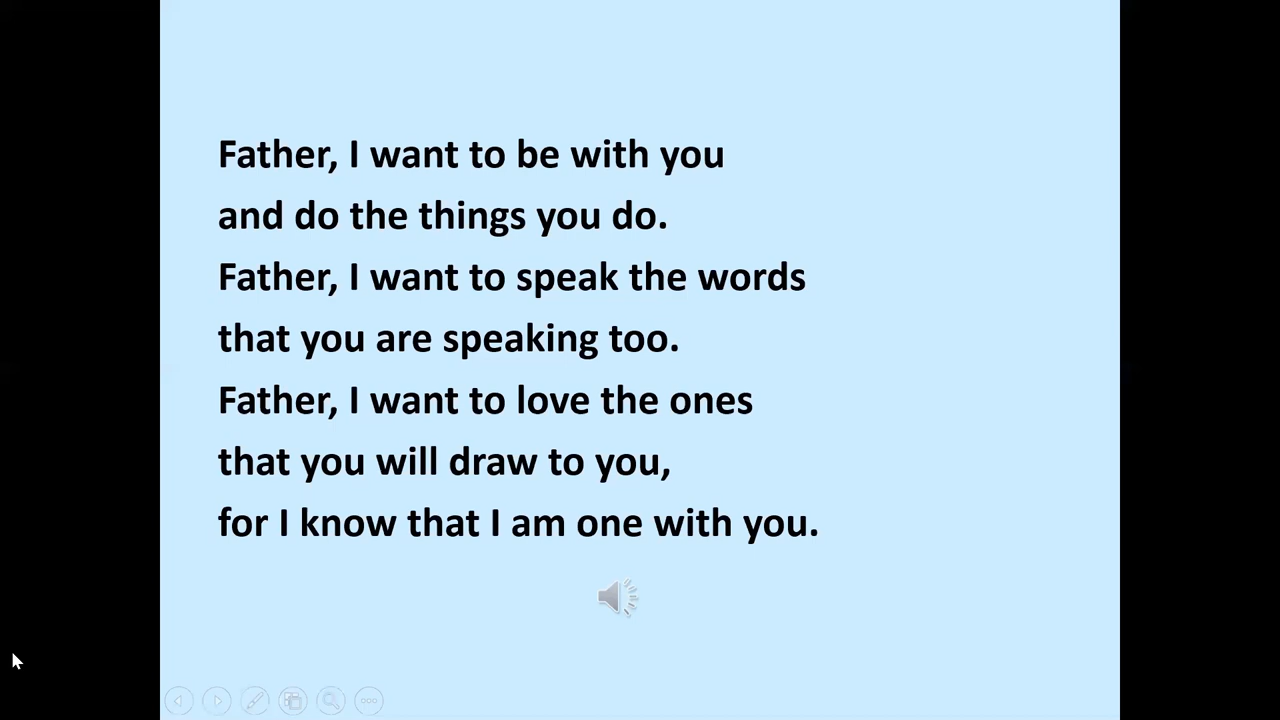 Father, I want to be with you
and do the things you do.
Father, I want to speak the words
that you are speaking too.
Father, I want to love the ones
that you will draw to you,
for I know that I am one with you.